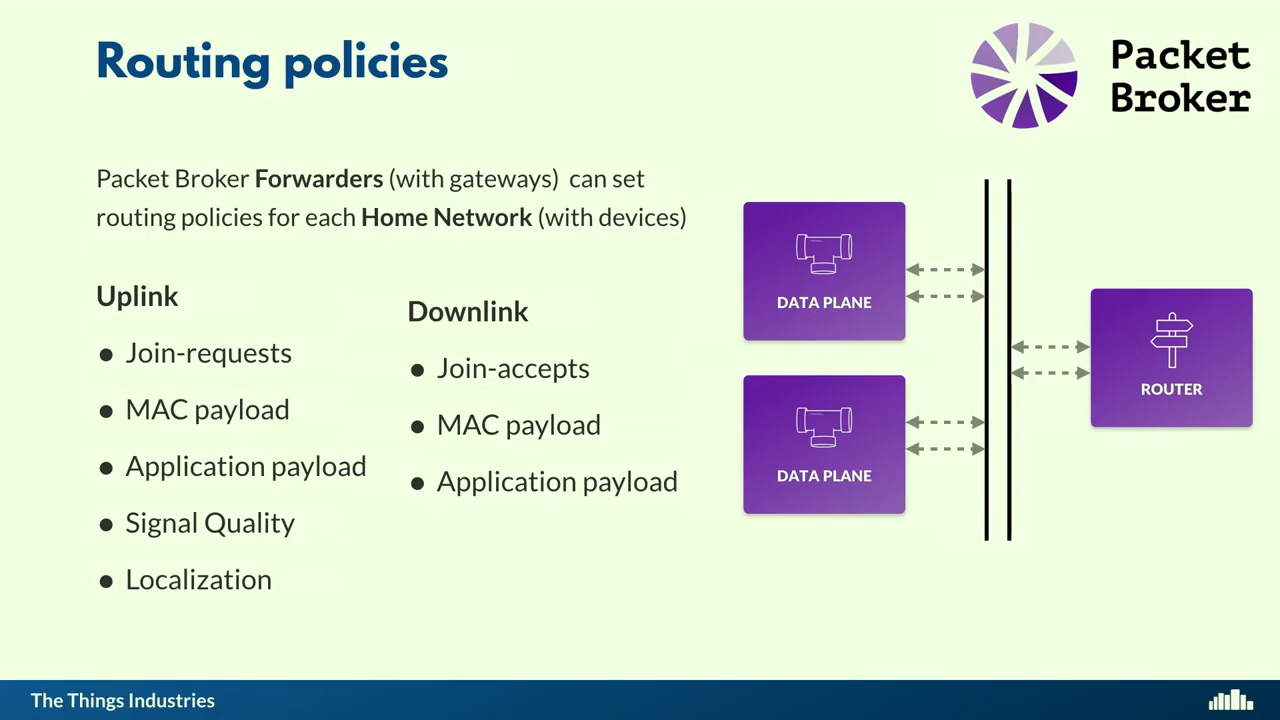 Routing policies
Packet
Broker
Packet Broker Forwarders (with gateways) can set
routing policies for each Home Network (with devices)
Uplink
● Join-requests
● MAC payload
● Application payload
● Signal Quality
● Localization
Downlink
● Join-accepts
● MAC payload
● Application payload
DATA PLANE
DATA PLANE
ROUTER
The Things Industries